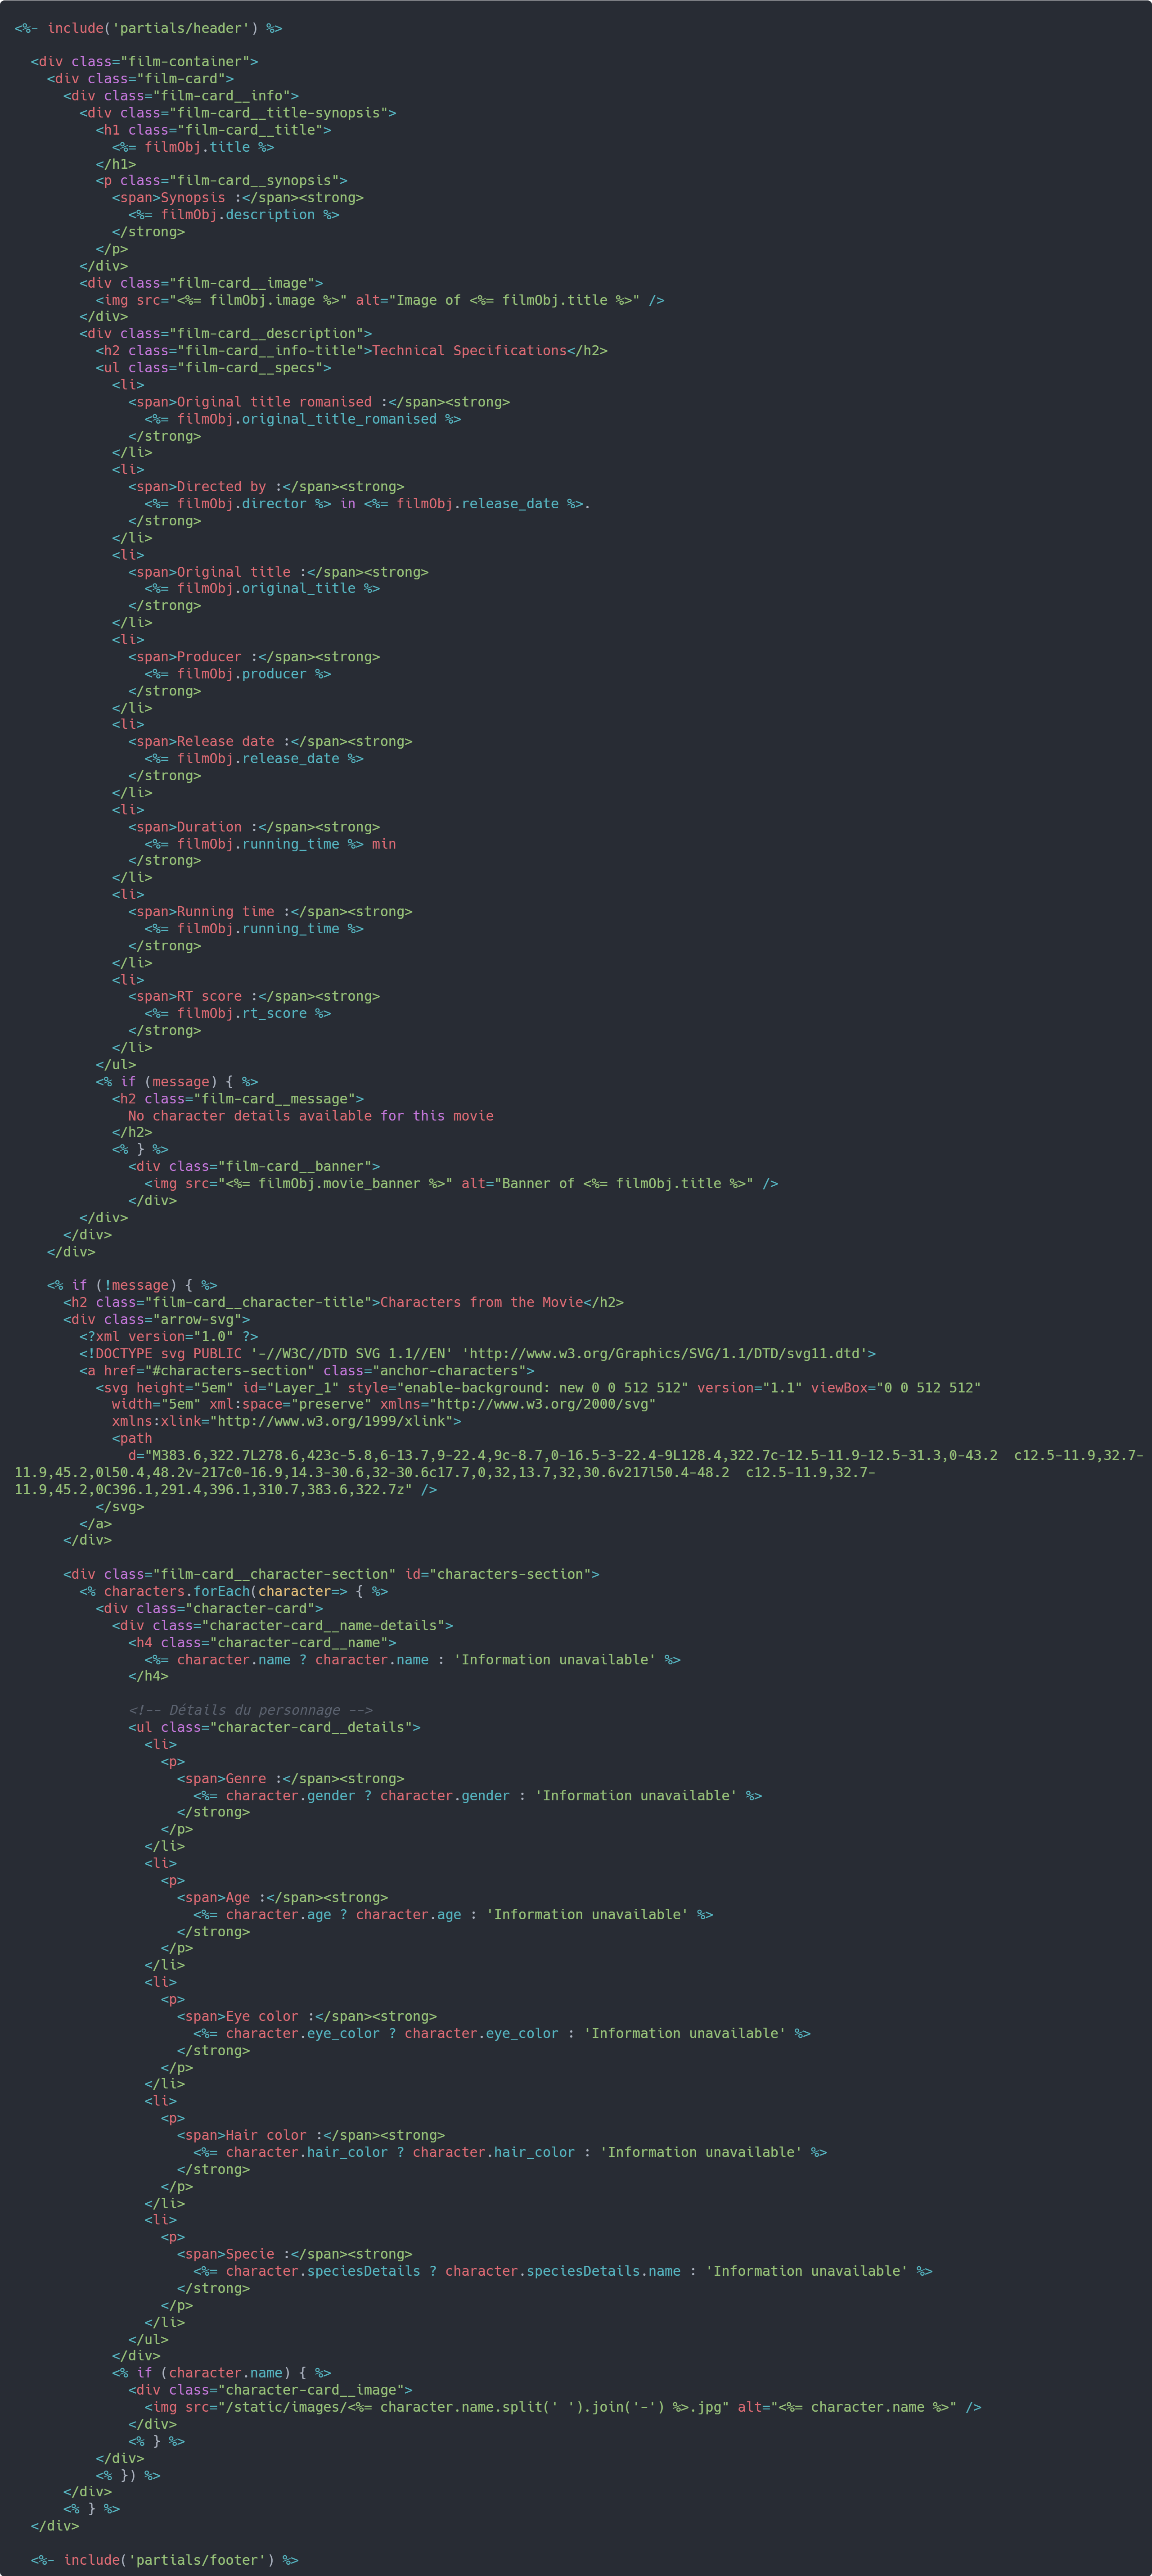 <%- include('partials/header') %>
<div class="film-container">
<div class="film-card">
<div class="film-card__info">
<div class="film-card__title-synopsis">
<h1 class="film-card__title">
<%= filmObj.title %>
</h1>
<p class="film-card__synopsis">
<span>Synopsis :</span><strong>
<%= filmObj.description %>
</strong>
</p>
</div>
<div class="film-card__image">
<img src="<%= filmObj.image %>" alt="Image of <%= filmObj.title %>" />
</div>
<div class="film-card__description">
<h2 class="film-card__info-title">Technical Specifications</h2>
<ul class="film-card__specs">
<li>
<span>Original title romanised :</span><strong>
<%= filmObj.original_title_romanised %>
</strong>
</li>
<li>
<span>Directed by :</span><strong>
<%= filmObj.director %> in <%= filmObj.release_date %>.
</strong>
</li>
<li>
<span>Original title :</span><strong>
<%= filmObj.original_title %>
</strong>
</li>
<li>
<span>Producer :</span><strong>
<%= filmObj.producer %>
</strong>
</li>
<li>
<span>Release date :</span><strong>
<%= filmObj.release_date %>
</strong>
</li>
<li>
<span>Duration :</span><strong>
<%= filmObj.running_time %> min
</strong>
</li>
<li>
<span>Running time :</span><strong>
<%= filmObj.running_time %>
</strong>
</li>
<li>
<span>RT score :</span><strong>
<%= filmObj.rt_score %>
</strong>
</li>
</ul>
<% if (message) { %>
<h2 class="film-card__message">
No character details available for this movie
</h2>
<% } %>
<div class="film-card__banner">
<img src="<%= filmObj.movie_banner %>" alt="Banner of <%= filmObj.title %>" />
</div>
</div>
</div>
</div>
<% if (!message) { %>
<h2 class="film-card__character-title">Characters from the Movie</h2>
<div class="arrow-svg">
<?xml version="1.0" ?>
<!DOCTYPE svg PUBLIC '-//W3C//DTD SVG 1.1//EN' 'http://www.w3.org/Graphics/SVG/1.1/DTD/svg11.dtd'>
<a href="#characters-section" class="anchor-characters">
<svg height="5em" id="Layer_1" style="enable-background: new 0 0 512 512" version="1.1" viewBox="0 0 512 512"
width="5em" xml:space="preserve" xmlns="http://www.w3.org/2000/svg"
xmlns:xlink="http://www.w3.org/1999/xlink">
<path
d="M383.6,322.7L278.6,423c-5.8,6-13.7,9-22.4,9c-8.7,0-16.5-3-22.4-9L128.4,322.7c-12.5-11.9-12.5-31.3,0-43.2  c12.5-11.9,32.7-
11.9,45.2,0l50.4,48.2v-217c0-16.9,14.3-30.6,32-30.6c17.7,0,32,13.7,32,30.6v217l50.4-48.2  c12.5-11.9,32.7-
11.9,45.2,0C396.1,291.4,396.1,310.7,383.6,322.7z" />
</svg>
</a>
</div>
<div class="film-card__character-section" id="characters-section">
<% characters.forEach(character=> { %>
<div class="character-card">
<div class="character-card__name-details">
<h4 class="character-card__name">
<%= character.name ? character.name : 'Information unavailable' %>
</h4>
<!-- Détails du personnage -->
<ul class="character-card__details">
<li>
<p>
<span>Genre :</span><strong>
<%= character.gender ? character.gender : 'Information unavailable' %>
</strong>
</p>
</li>
<li>
<p>
<span>Age :</span><strong>
<%= character.age ? character.age : 'Information unavailable' %>
</strong>
</p>
</li>
<li>
<p>
<span>Eye color :</span><strong>
<%= character.eye_color ? character.eye_color : 'Information unavailable' %>
</strong>
</p>
</li>
<li>
<p>
<span>Hair color :</span><strong>
<%= character.hair_color ? character.hair_color : 'Information unavailable' %>
</strong>
</p>
</li>
<li>
<p>
<span>Specie :</span><strong>
<%= character.speciesDetails ? character.speciesDetails.name : 'Information unavailable' %>
</strong>
</p>
</li>
</ul>
</div>
<% if (character.name) { %>
<div class="character-card__image">
<img src="/static/images/<%= character.name.split(' ').join('-') %>.jpg" alt="<%= character.name %>" />
</div>
<% } %>
</div>
<% }) %>
</div>
<% } %>
</div>
<%- include('partials/footer') %>